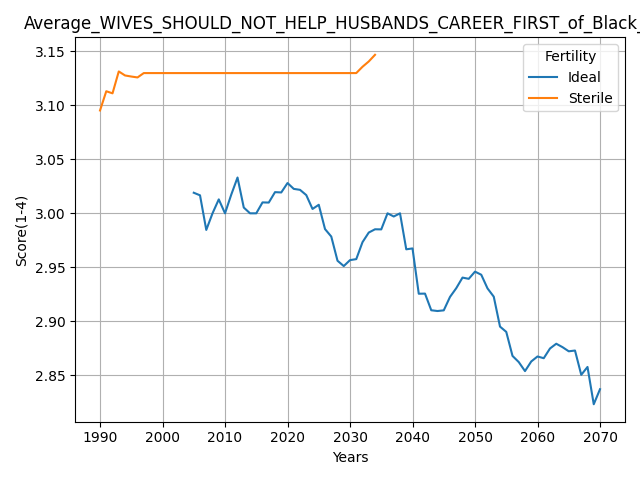 Average_WIVES_SHOULD_NOT_HELP_HUSBANDS_CAREER_FIRST_of_Black_
Fertility
Ideal
Sterile
Score(1-4)
3.15
3.10
3.05
3.00
2.95
2.90
2.85
1990 2000 2010 2020 2030 2040 2050 2060 2070
Years